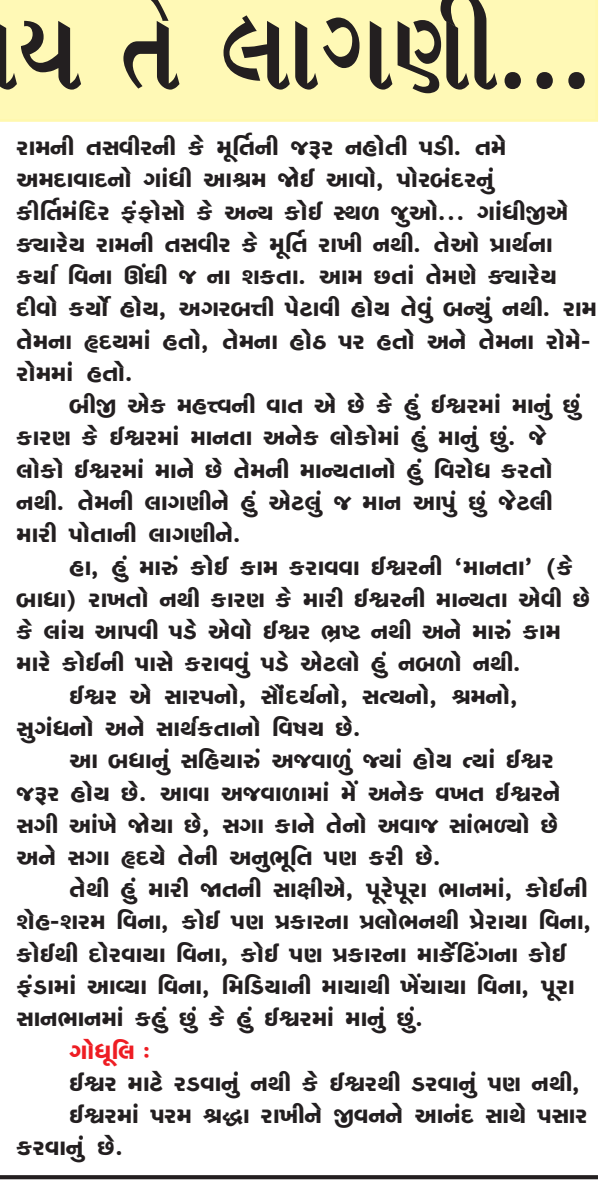 તે લાગણી...
રામની તસવીરની કે મૂર્તિની જરૂર નહોતી પડી. તમે
અમદાવાદનો ગાંધી આશ્રમ જોઈ આવો, પોરબંદરનું
કીર્તિમંદિર ફંફોસો કે અન્ય કોઈ સ્થળ જુઓ... ગાંધીજીએ
ક્યારેય રામની તસવીર કે મૂર્તિ રાખી નથી. તેઓ પ્રાર્થના
કર્યા વિના ઊંઘી જ ના શકતા. આમ છતાં તેમણે ક્યારેય
દીવો કર્યો હોય, અગરબત્તી પેટાવી હોય તેવું બન્યું નથી. રામ
તેમના હૃદયમાં હતો, તેમના હોઠ પર હતો અને તેમના રોમે-
રોમમાં હતો.
બીજી એક મહત્ત્વની વાત એ છે કે હું ઈશ્વરમાં માનું છું
કારણ કે ઈશ્વરમાં માનતા અનેક લોકોમાં હું માનું છું. જે
લોકો ઈશ્વરમાં માને છે તેમની માન્યતાનો હું વિરોધ કરતો
નથી. તેમની લાગણીને હું એટલું જ માન આપું છું જેટલી
મારી પોતાની લાગણીને.
હા, હું મારું કોઈ કામ કરાવવા ઈશ્વરની ‘માનતા’ (કે
બાધા) રાખતો નથી કારણ કે મારી ઈશ્વરની માન્યતા એવી છે
કે લાંચ આપવી પડે એવો ઈશ્વર ભ્રષ્ટ નથી અને મારું કામ
મારે કોઈની પાસે કરાવવું પડે એટલો હું નબળો નથી.
ઈશ્વર એ સારપનો, સૌંદર્યનો, સત્યનો, શ્રમનો,
સુગંધનો અને સાર્થકતાનો વિષય છે.
આ બધાનું સહિયારું અજવાળું જ્યાં હોય ત્યાં ઈશ્વર
જરૂર હોય છે. આવા અજવાળામાં મેં અનેક વખત ઈશ્વરને
સગી આંખે જોયા છે, સગા કાને તેનો અવાજ સાંભળ્યો છે
અને સગા હૃદયે તેની અનુભૂતિ પણ કરી છે.
તેથી હું મારી જાતની સાક્ષીએ, પૂરેપૂરા ભાનમાં, કોઈની
શેહ-શરમ વિના, કોઈ પણ પ્રકારના પ્રલોભનથી પ્રેરાયા વિના,
કોઈથી દોરવાયા વિના, કોઈ પણ પ્રકારના માર્કેટિંગના કોઈ
ફંડામાં આવ્યા વિના, મિડિયાની માયાથી ખેંચાયા વિના, પૂરા
સાનભાનમાં કહું છું કે હું ઈશ્વરમાં માનું છું.
ગોધૂલિ :
ઈશ્વર માટે રડવાનું નથી કે ઈશ્વરથી ડરવાનું પણ નથી,
ઈશ્વરમાં પરમ શ્રદ્ધા રાખીને જીવનને આનંદ સાથે પસાર
કરવાનું છે.